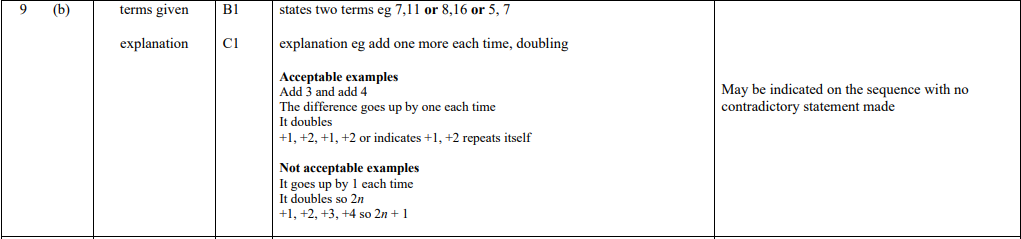 9 (b) terms given B1 states two terms eg 7,11 or 8,16 or 5, 7
explanation C1 explanation eg add one more each time, doubling
Acceptable examples
Add 3 and add 4
The difference goes up by one each time
It doubles
+1, +2, +1, +2 or indicates +1, +2 repeats itself
Not acceptable examples
It goes up by 1 each time
It doubles so 2n
+1, +2, +3, +4 so 2n + 1
May be indicated on the sequence with no
contradictory statement made